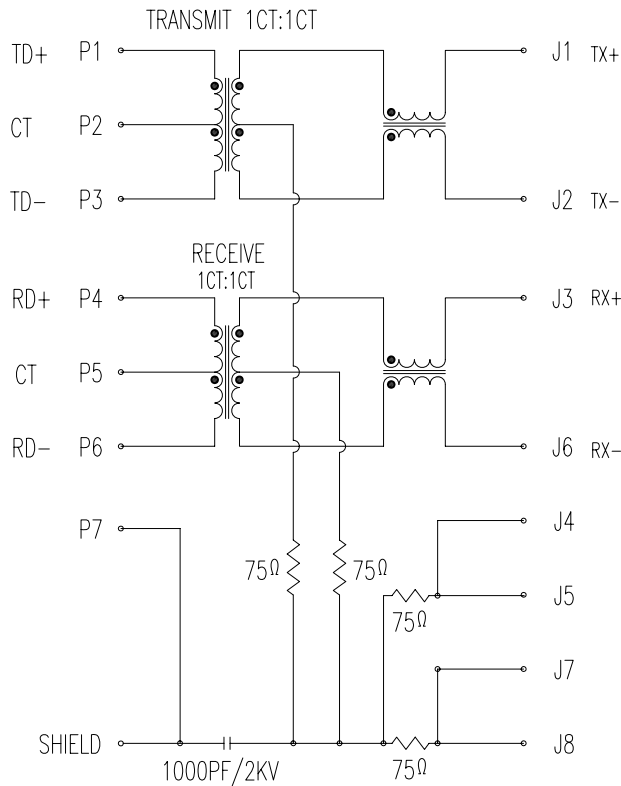 TRANSMIT 1CT:1CT
TD+ P1
J1 TX+
CT P2
TD- P3
J2 TX-
RECEIVE
1CT:1CT
RD+ P4
J3 RX+
CT P5
RD- P6
J6 RX-
P7
J4
75Ω
75Ω
J5
75Ω
J7
SHIELD
J8
1000PF/2KV
75Ω